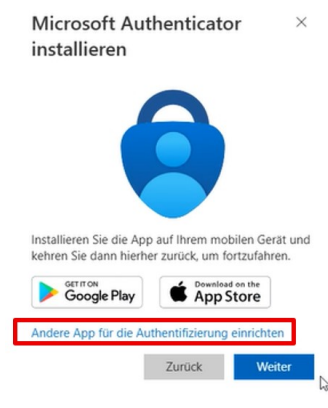 Microsoft Authenticator
installieren
Installieren Sie die App auf Ihrem mobilen Gerät und
kehren Sie dann hierher zurück, um fortzufahren.
GET IT ON
Google Play
Download on the
App Store
Andere App für die Authentifizierung einrichten
Zurück
Weiter